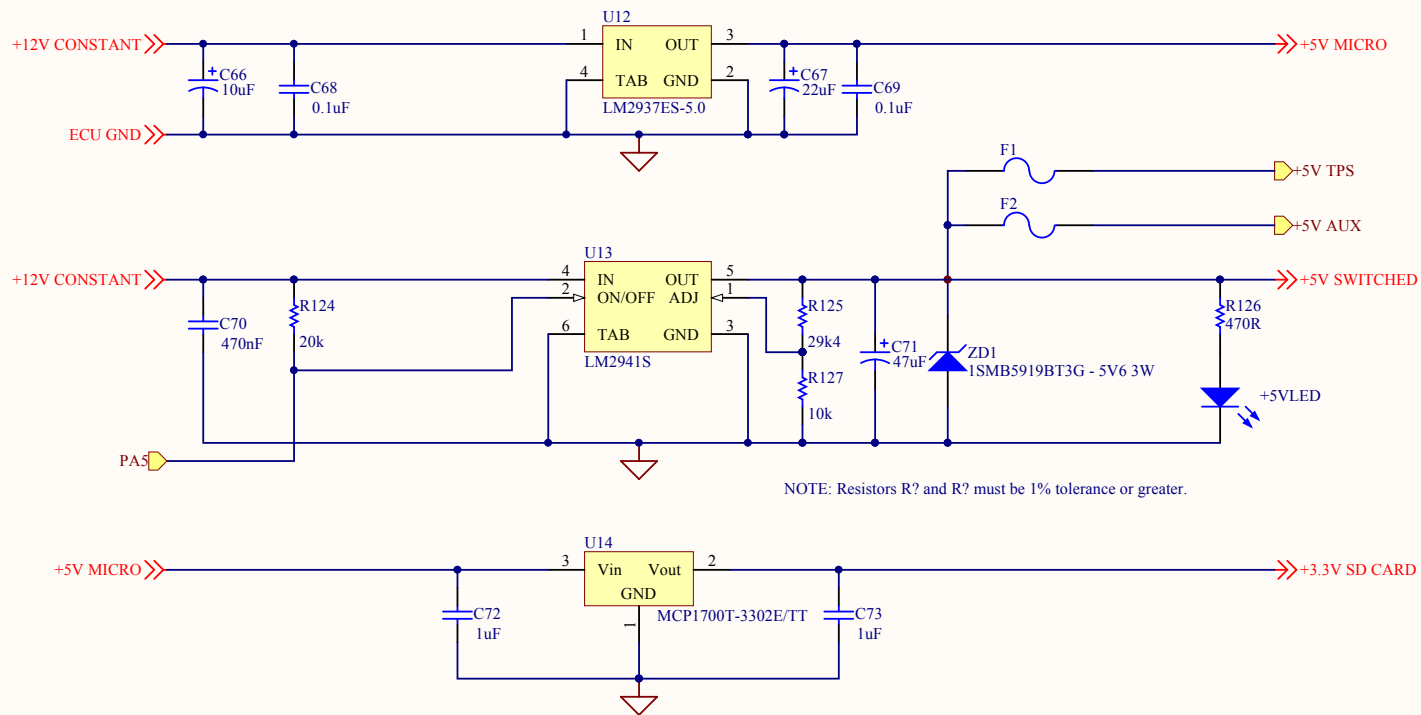 U12
+12V CONSTANT
1
IN
OUT
3
+5V MICRO
+
C66
10uF
C68
0.1uF
4
TAB
GND
2
LM2937ES-5.0
+
C67
22uF
C69
0.1uF
ECU GND
F1
+5V TPS
F2
+5V AUX
U13
+12V CONSTANT
4
IN
OUT
5
+5V SWITCHED
2
ON/OFF
ADJ
1
C70
470nF
R124
20k
6
TAB
GND
3
LM2941S
R125
29k4
R127
10k
+
C71
47uF
ZD1
1SMB5919BT3G - 5V6 3W
R126
470R
+5VLED
PA5
NOTE: Resistors R? and R? must be 1% tolerance or greater.
U14
+5V MICRO
3
Vin
Vout
2
+3.3V SD CARD
GND
1
MCP1700T-3302E/TT
C72
1uF
C73
1uF